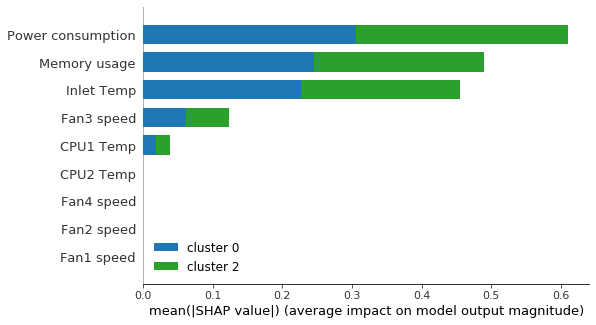 Power consumption
Memory usage
Inlet Temp
Fan3 speed
CPU1 Temp
CPU2 Temp
Fan4 speed
Fan2 speed
Fan1 speed
cluster 0
cluster 2
0.0 0.1 0.2 0.3 0.4 0.5 0.6
mean(|SHAP value|) (average impact on model output magnitude)